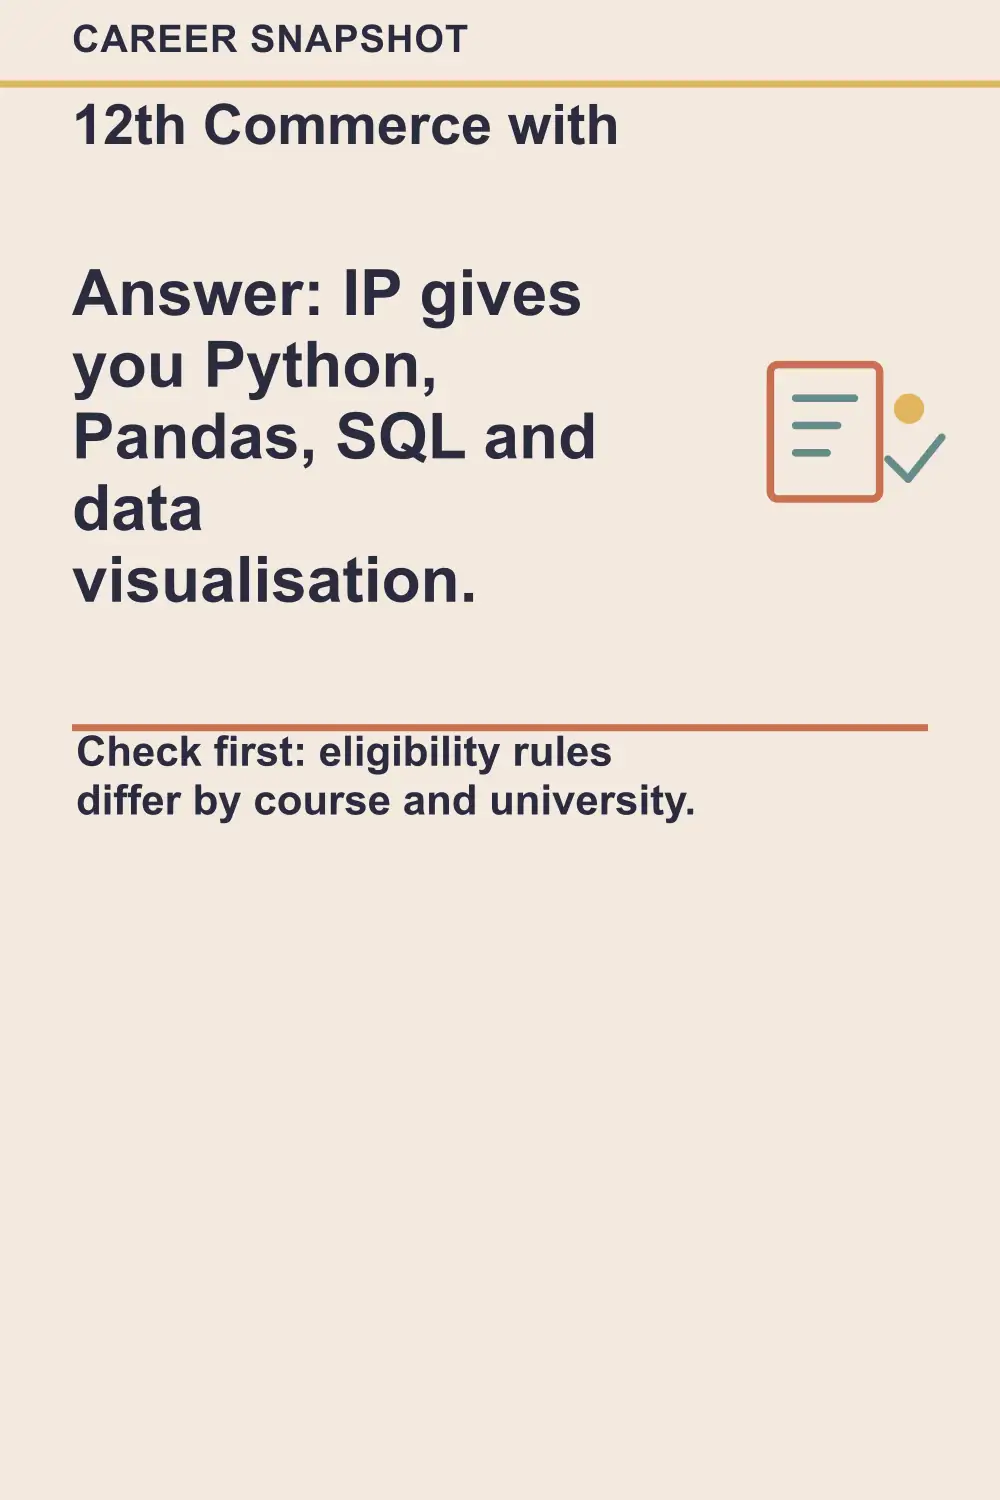 CAREER SNAPSHOT
12th Commerce with
Answer: IP gives
you Python,
Pandas, SQL and
data
visualisation.
Check first: eligibility rules
differ by course and university.